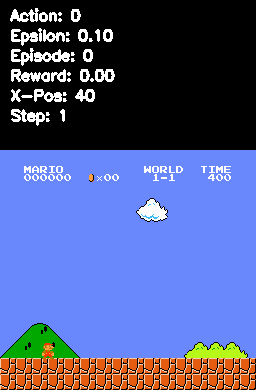 Action: 0
Epsilon: 0.10
Episode: 0
Reward: 0.00
X-Pos: 40
Step: 1
MARIO WORLD TIME
000000 ×00 1-1 400